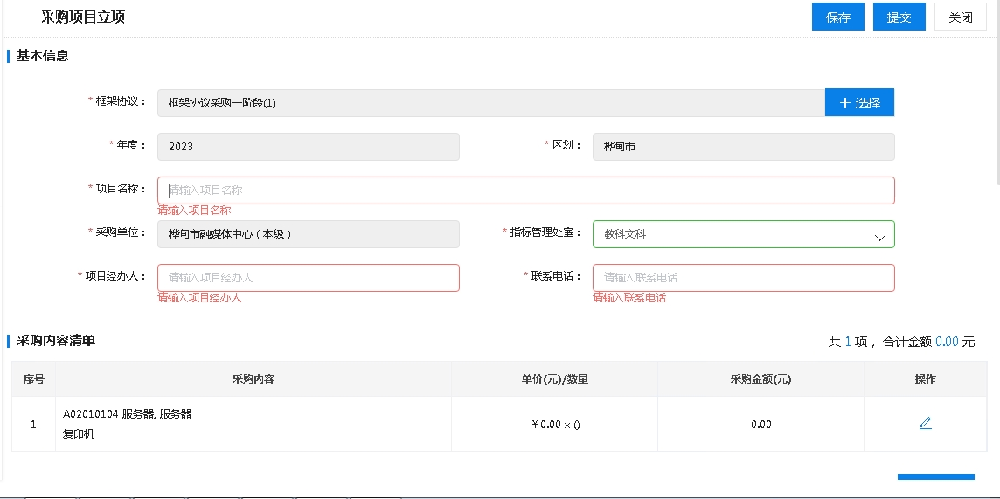 采购项目立项 保存 提交 关闭
基本信息
* 框架协议： 框架协议采购一阶段(1) + 选择
* 年度： 2023 * 区划： 桦甸市
* 项目名称： 请输入项目名称
请输入项目名称
* 采购单位： 桦甸市融媒体中心（本级） * 指标管理处室： 教科文科
* 项目经办人： 请输入项目经办人 * 联系电话： 请输入联系电话
请输入项目经办人 请输入联系电话
采购内容清单 共 1 项， 合计金额 0.00 元
序号 采购内容 单价(元)/数量 采购金额(元) 操作
1 A02010104 服务器, 服务器 ¥ 0.00 × () 0.00
复印机